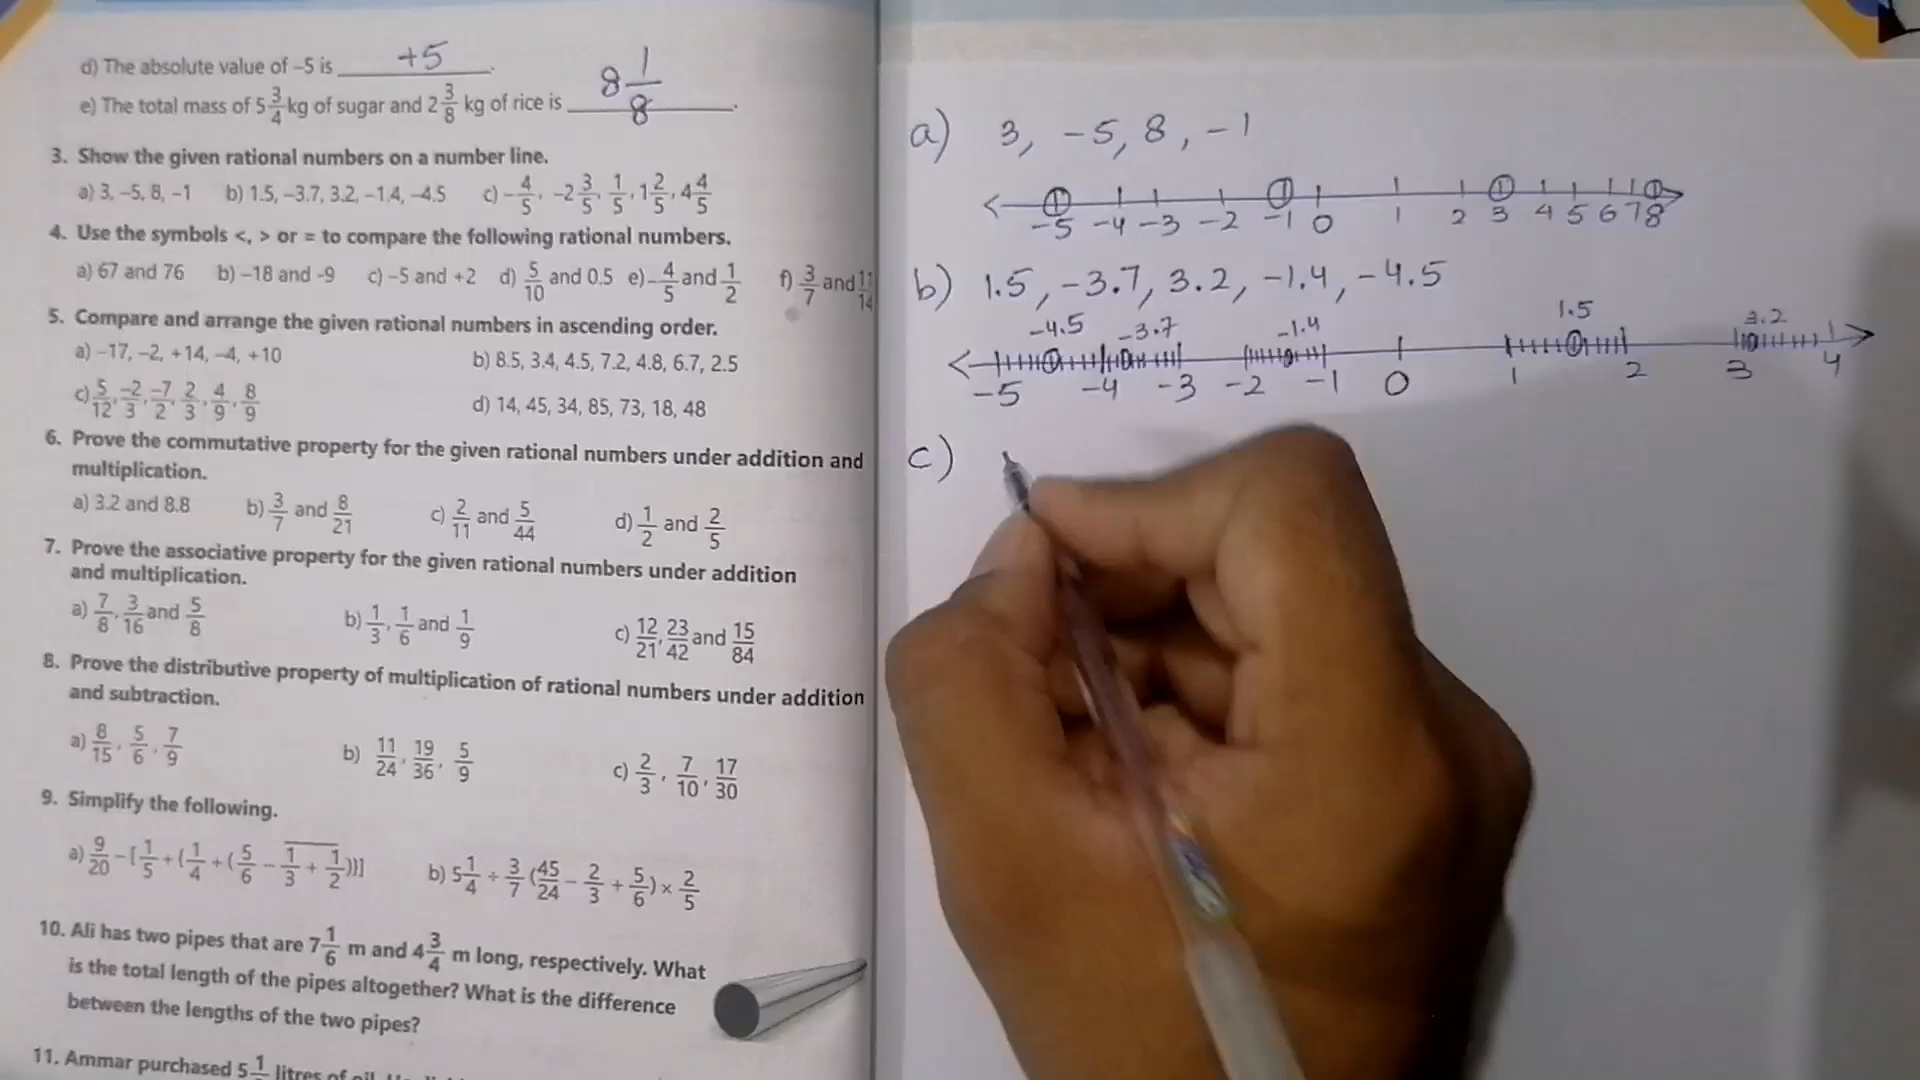 d) The absolute value of –5 is +5.
e) The total mass of 5 3/4 kg of sugar and 2 3/8 kg of rice is 8 1/8.
3. Show the given rational numbers on a number line.
a) 3, –5, 8, –1 b) 1.5, –3.7, 3.2, –1.4, –4.5 c) –4/5, –2 3/5, 1/5, 1 2/5, 4 4/5
4. Use the symbols <, > or = to compare the following rational numbers.
a) 67 and 76 b) –18 and -9 c) –5 and +2 d) 5/10 and 0.5 e) –4/5 and 1/2 f) 3/7 and 11/14
5. Compare and arrange the given rational numbers in ascending order.
a) –17, –2, +14, –4, +10 b) 8.5, 3.4, 4.5, 7.2, 4.8, 6.7, 2.5
c) 5/12, –2/3, –7/2, 2/3, 4/9, 8/9 d) 14, 45, 34, 85, 73, 18, 48
6. Prove the commutative property for the given rational numbers under addition and
multiplication.
a) 3.2 and 8.8 b) 3/7 and 8/21 c) 2/11 and 5/44 d) 1/2 and 2/5
7. Prove the associative property for the given rational numbers under addition
and multiplication.
a) 7/8, 3/16 and 5/8 b) 1/3, 1/6 and 1/9 c) 12/21, 23/42 and 15/84
8. Prove the distributive property of multiplication of rational numbers under addition
and subtraction.
a) 8/15, 5/6, 7/9 b) 11/24, 19/36, 5/9 c) 2/3, 7/10, 17/30
9. Simplify the following.
a) 9/20 – [1/5 + (1/4 + (5/6 – 1/3 + 1/2))] b) 5 1/4 ÷ 3/7 (45/24 – 2/3 + 5/6) × 2/5
10. Ali has two pipes that are 7 1/6 m and 4 3/4 m long, respectively. What
is the total length of the pipes altogether? What is the difference
between the lengths of the two pipes?
11. Ammar purchased 5 litres of oil.
a) 3, -5, 8, -1
-5 -4 -3 -2 -1 0 1 2 3 4 5 6 7 8
b) 1.5, -3.7, 3.2, -1.4, -4.5
-4.5 -3.7 -1.4 1.5 3.2
-5 -4 -3 -2 -1 0 1 2 3 4
c)